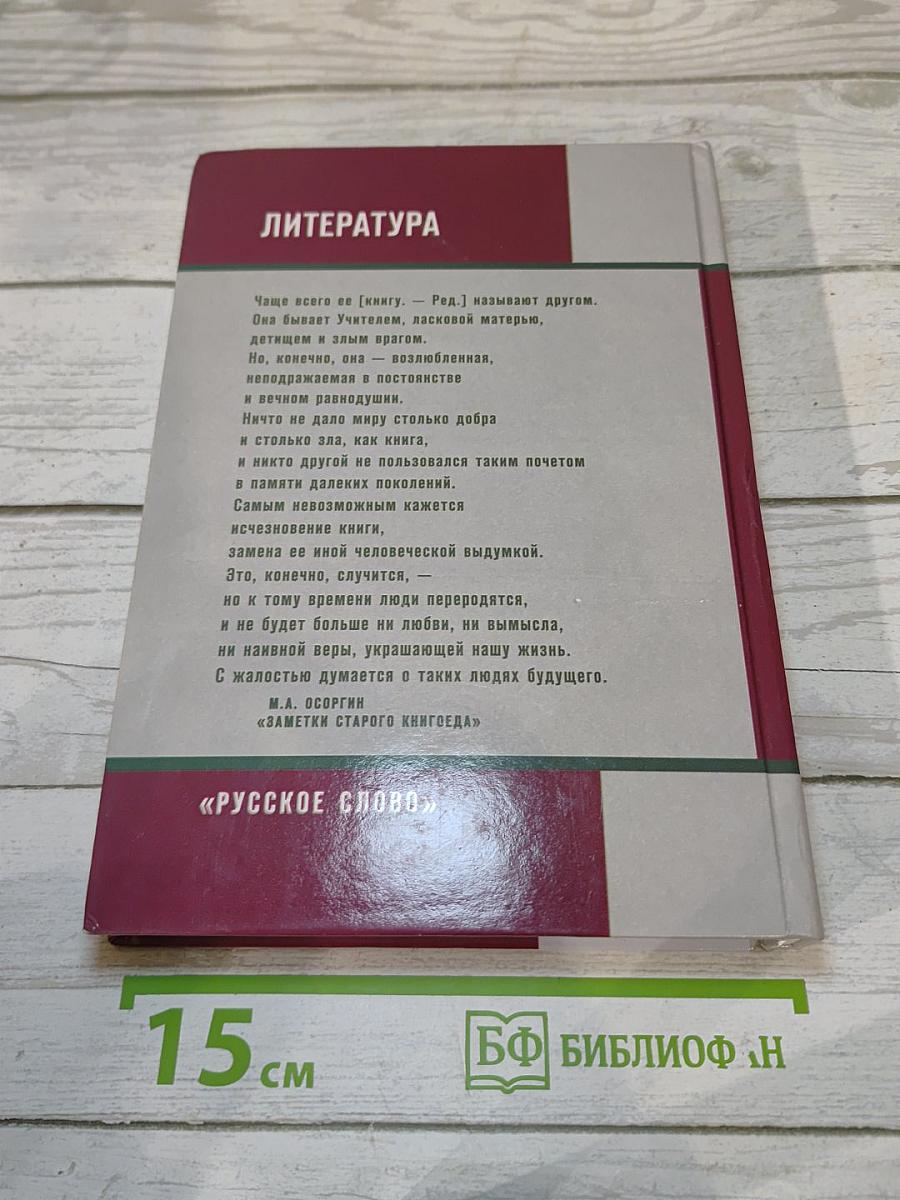 ЛИТЕРАТУРА
Чаще всего ее [книгу. — Ред.] называют другом.
Она бывает Учителем, ласковой матерью,
детищем и злым врагом.
Но, конечно, она — возлюбленная,
неподражаемая в постоянстве
и вечном равнодушии.
Ничто не дало миру столько добра
и столько зла, как книга,
и никто другой не пользовался таким почетом
в памяти далеких поколений.
Самым невозможным кажется
исчезновение книги,
замена ее иной человеческой выдумкой.
Это, конечно, случится, —
но к тому времени люди переродятся,
и не будет больше ни любви, ни вымысла,
ни наивной веры, украшающей нашу жизнь.
С жалостью думается о таких людях будущего.
М.А. ОСОРГИН
«ЗАМЕТКИ СТАРОГО КНИГОЕДА»
«РУССКОЕ СЛОВО»
15 см
БФ